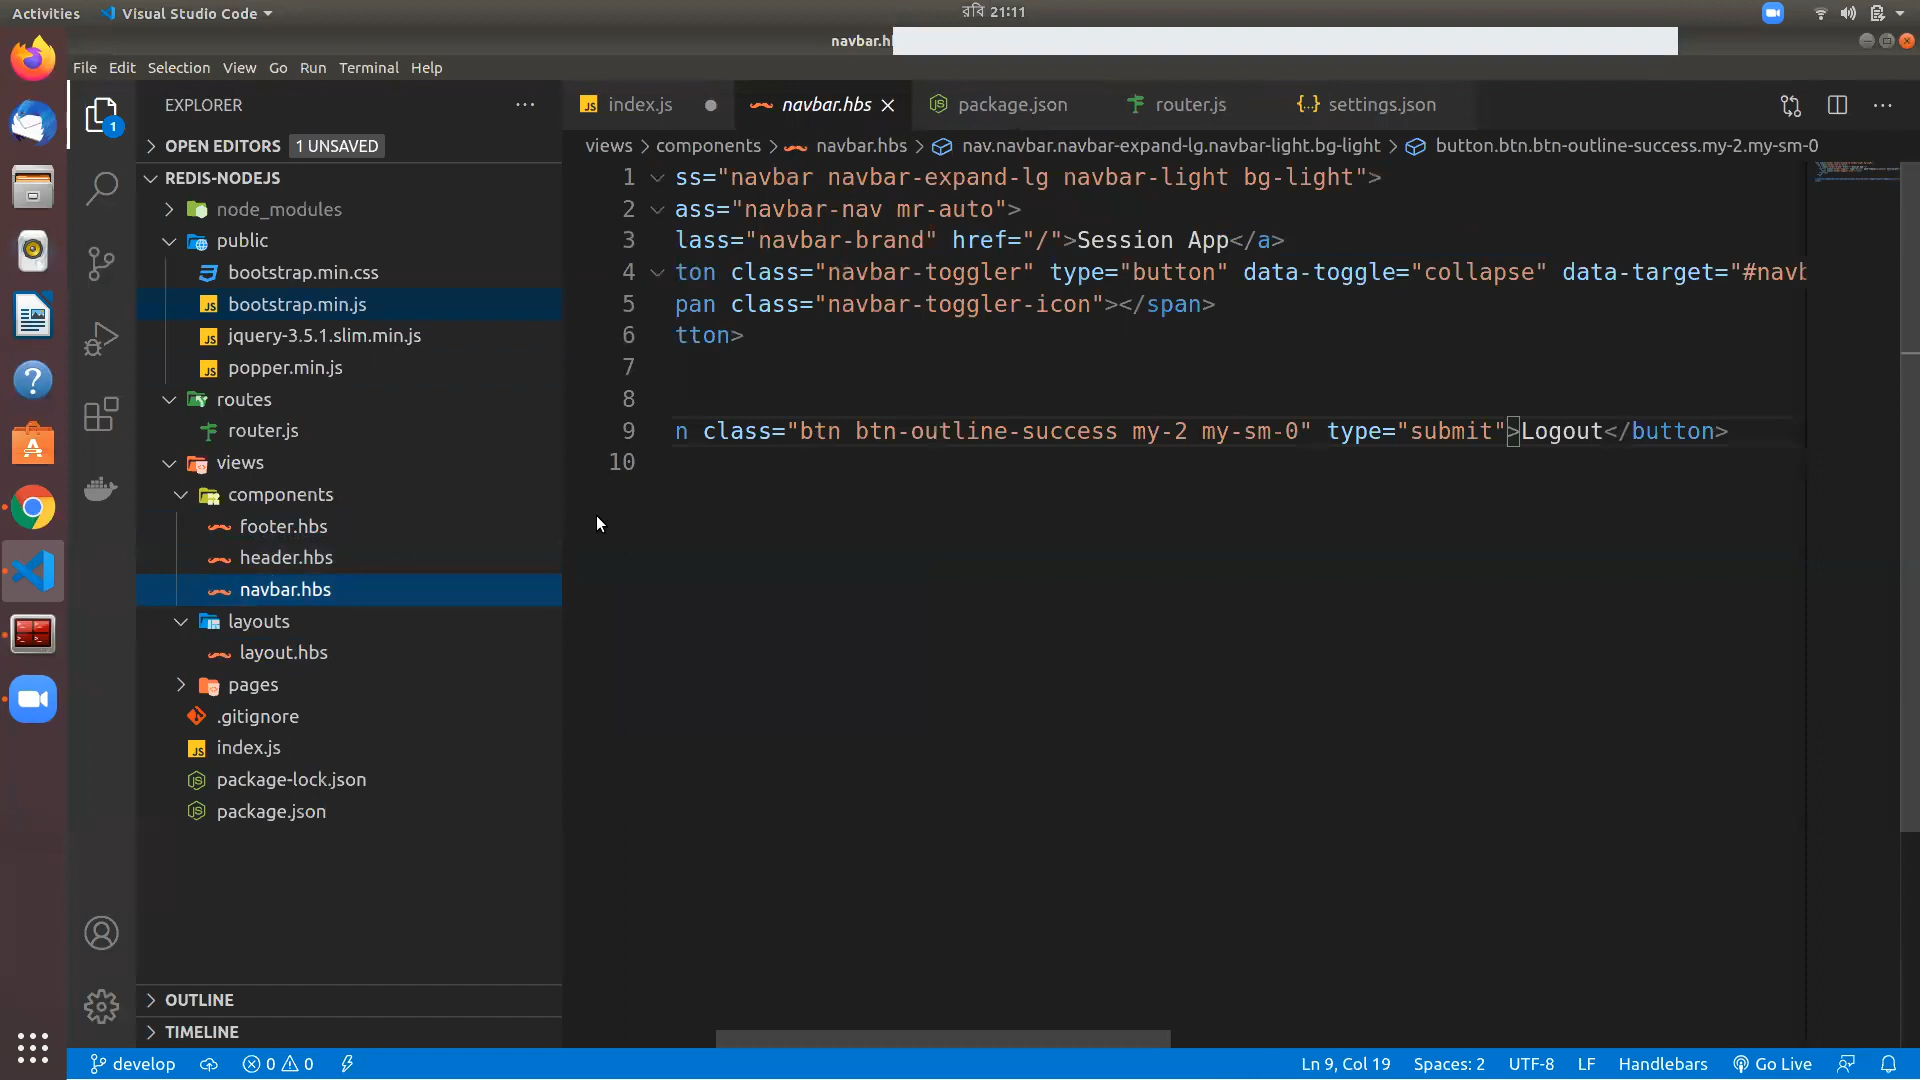 Activities Visual Studio Code রবি 21:11
navbar.h
File Edit Selection View Go Run Terminal Help
EXPLORER ···
OPEN EDITORS 1 UNSAVED
REDIS-NODEJS
node_modules
public
bootstrap.min.css
bootstrap.min.js
jquery-3.5.1.slim.min.js
popper.min.js
routes
router.js
views
components
footer.hbs
header.hbs
navbar.hbs
layouts
layout.hbs
pages
.gitignore
index.js
package-lock.json
package.json
OUTLINE
TIMELINE
index.js navbar.hbs package.json router.js settings.json
views > components > navbar.hbs > nav.navbar.navbar-expand-lg.navbar-light.bg-light > button.btn.btn-outline-success.my-2.my-sm-0
1 ss="navbar navbar-expand-lg navbar-light bg-light">
2 ass="navbar-nav mr-auto">
3 lass="navbar-brand" href="/">Session App</a>
4 ton class="navbar-toggler" type="button" data-toggle="collapse" data-target="#navb
5 pan class="navbar-toggler-icon"></span>
6 tton>
7
8
9 n class="btn btn-outline-success my-2 my-sm-0" type="submit">Logout</button>
10
1
develop 0 0 Ln 9, Col 19 Spaces: 2 UTF-8 LF Handlebars Go Live